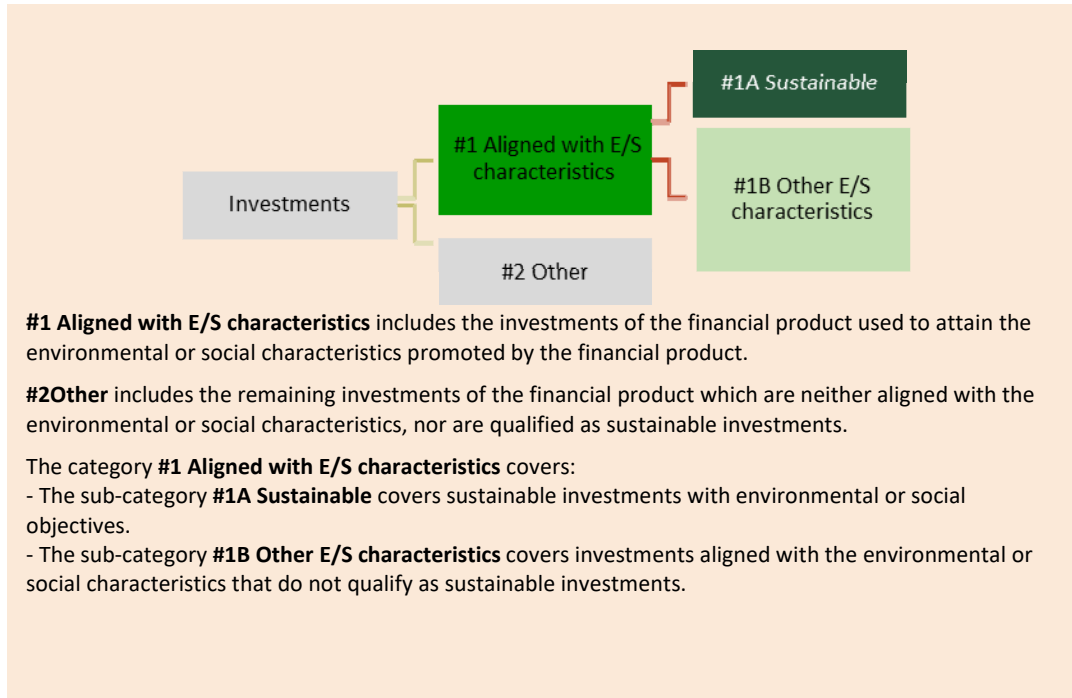 #1A Sustainable
#1 Aligned with E/S
characteristics
#1B Other E/S
characteristics
Investments
#2 Other
#1 Aligned with E/S characteristics includes the investments of the financial product used to attain the
environmental or social characteristics promoted by the financial product.
#2Other includes the remaining investments of the financial product which are neither aligned with the
environmental or social characteristics, nor are qualified as sustainable investments.
The category #1 Aligned with E/S characteristics covers:
- The sub-category #1A Sustainable covers sustainable investments with environmental or social
objectives.
- The sub-category #1B Other E/S characteristics covers investments aligned with the environmental or
social characteristics that do not qualify as sustainable investments.